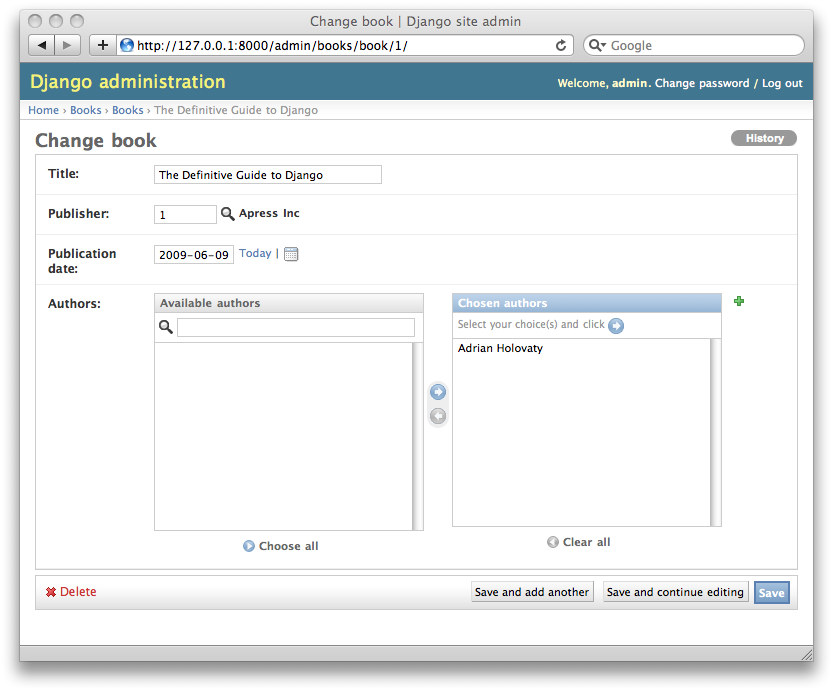 Change book | Django site admin
http://127.0.0.1:8000/admin/books/book/1/
Google
Django administration
Welcome, admin. Change password / Log out
Home › Books › Books › The Definitive Guide to Django
Change book
History
Title:
The Definitive Guide to Django
Publisher:
1
Apress Inc
Publication
date:
2009-06-09
Today |
Authors:
Available authors
Chosen authors
Select your choice(s) and click
Adrian Holovaty
Choose all
Clear all
Delete
Save and add another
Save and continue editing
Save